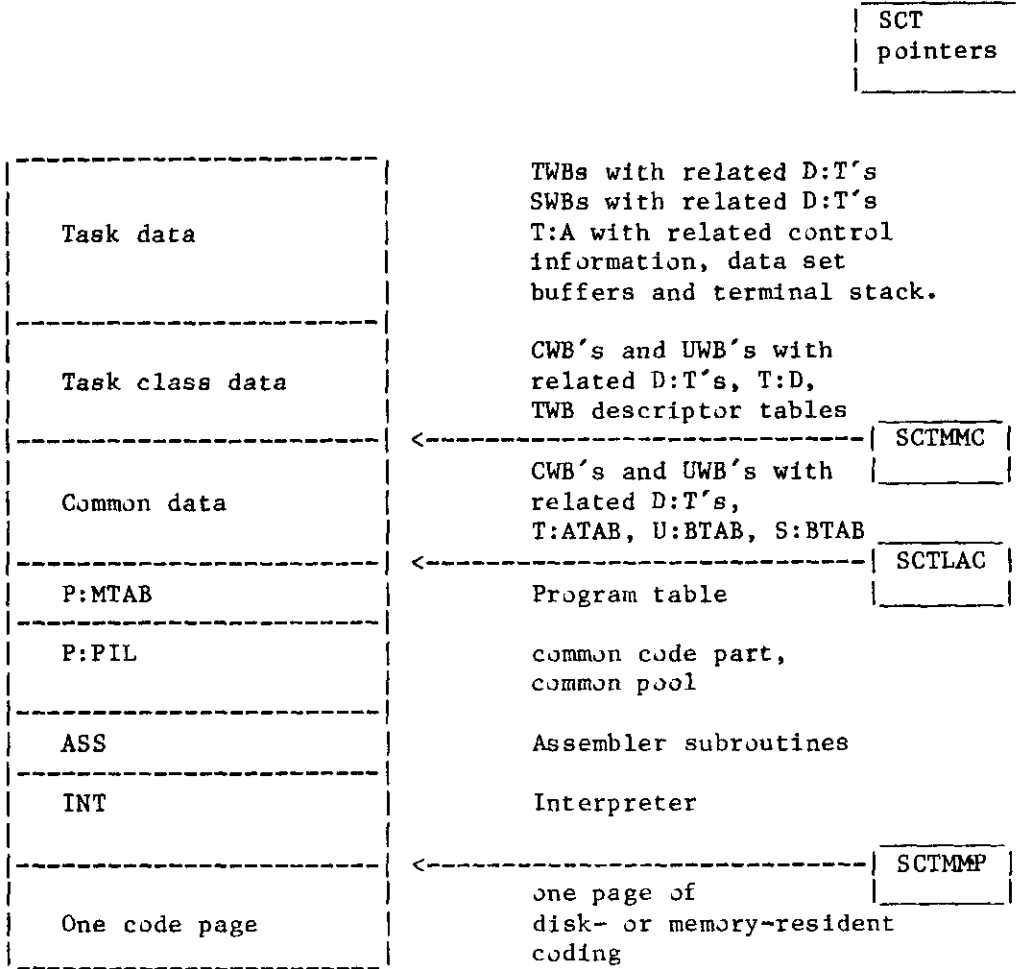 SCT
pointers
TWBs with related D:T's
SWBs with related D:T's
Task data
T:A with related control
information, data set
buffers and terminal stack.
CWB's and UWB's with
Task class data
related D:T's, T:D,
TWB descriptor tables
SCTMMC
CWB's and UWB's with
Common data
related D:T's,
T:ATAB, U:BTAB, S:BTAB
SCTLAC
P:MTAB
Program table
P:PIL
common code part,
common pool
ASS
Assembler subroutines
INT
Interpreter
SCTMMP
one page of
One code page
disk- or memory-resident
coding